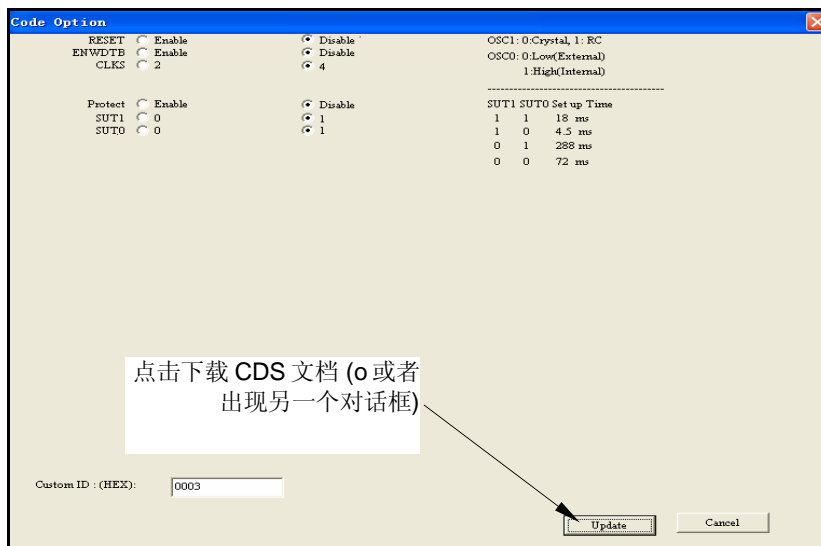 Code Option
RESET Enable Disable
ENWDTB Enable Disable
CLKS 2 4
Protect Enable Disable
SUT1 0 1
SUT0 0 1
OSC1: 0:Crystal, 1: RC
OSC0: 0:Low(External)
1:High(Internal)
----------------------------------------
SUT1 SUT0 Set up Time
1 1 18 ms
1 0 4.5 ms
0 1 288 ms
0 0 72 ms
点击下载 CDS 文档 (o 或者
出现另一个对话框)
Custom ID : (HEX): 0003
Update Cancel